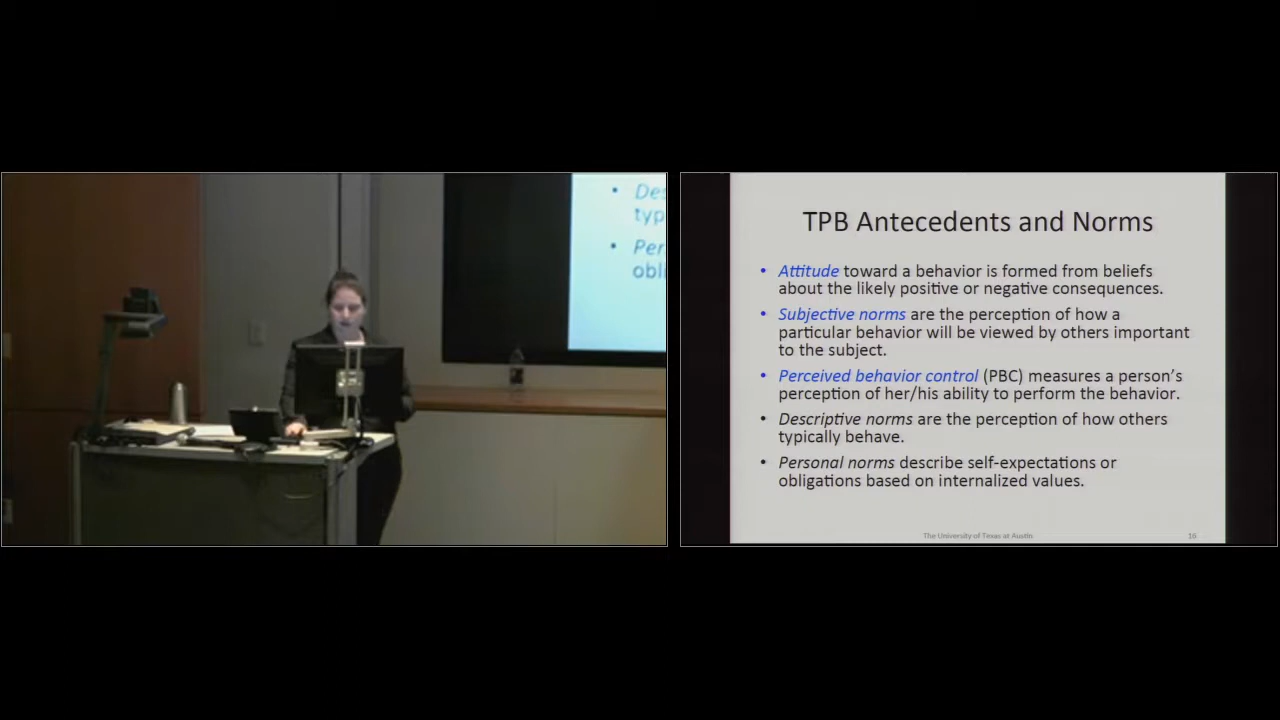 • Des
typ
• Per
obli
TPB Antecedents and Norms
• Attitude toward a behavior is formed from beliefs
about the likely positive or negative consequences.
• Subjective norms are the perception of how a
particular behavior will be viewed by others important
to the subject.
• Perceived behavior control (PBC) measures a person's
perception of her/his ability to perform the behavior.
• Descriptive norms are the perception of how others
typically behave.
• Personal norms describe self-expectations or
obligations based on internalized values.
The University of Texas at Austin
16